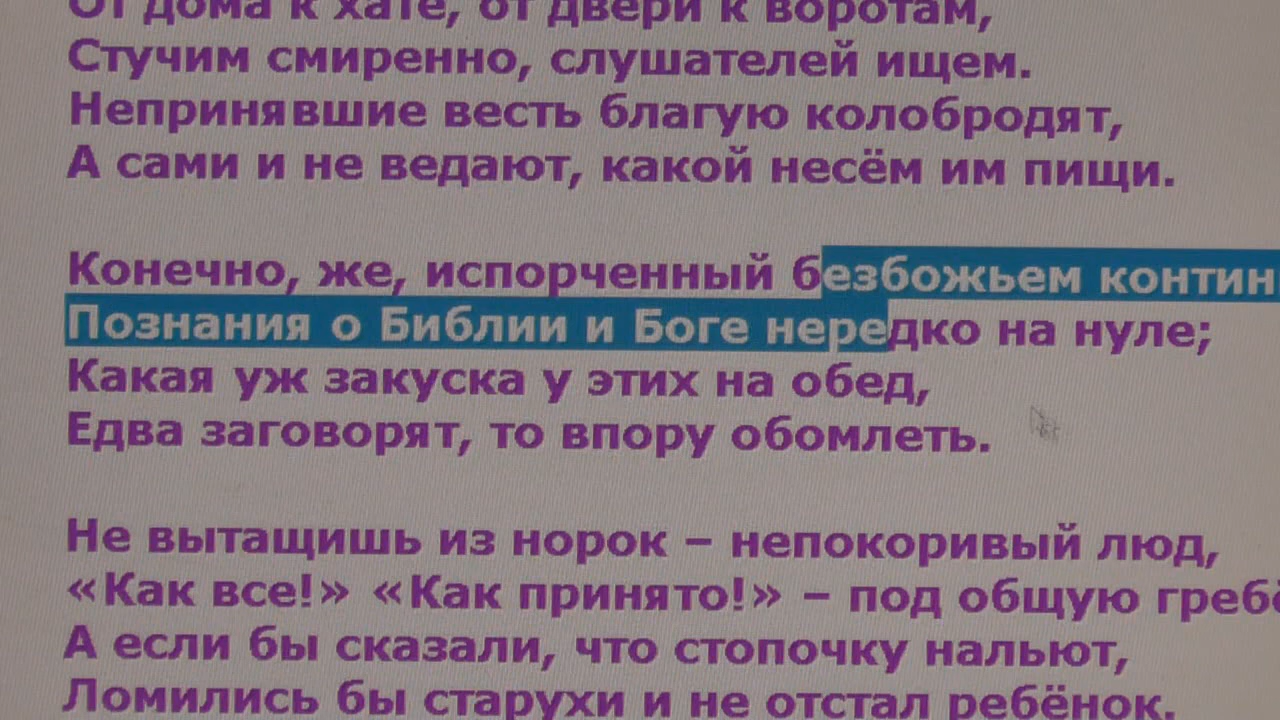 От дома к хате, от двери к воротам,
Стучим смиренно, слушателей ищем.
Непринявшие весть благую колобродят,
А сами и не ведают, какой несём им пищи.
Конечно, же, испорченный безбожьем контин
Познания о Библии и Боге нередко на нуле;
Какая уж закуска у этих на обед,
Едва заговорят, то впору обомлеть.
Не вытащишь из норок – непокоривый люд,
«Как все!» «Как принято!» – под общую гребё
А если бы сказали, что стопочку нальют,
Ломились бы старухи и не отстал ребёнок.